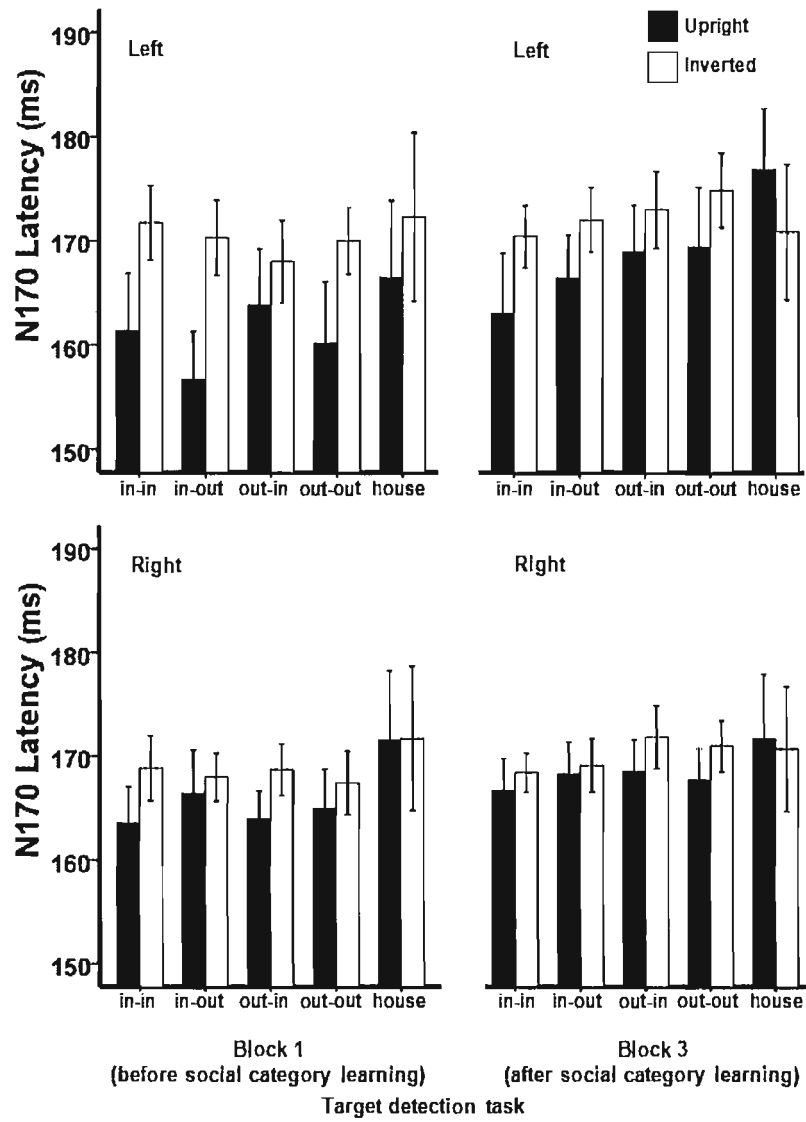 Upright
Inverted
Left
Left
N170 Latency (ms)
190
180
170
160
150
in-in in-out out-in out-out house
in-in in-out out-in out-out house
Right
RIght
N170 Latency (ms)
190
180
170
160
150
in-in in-out out-in out-out house
in-in in-out out-in out-out house
Block 1
(before social category learning)
Block 3
(after social category learning)
Target detection task